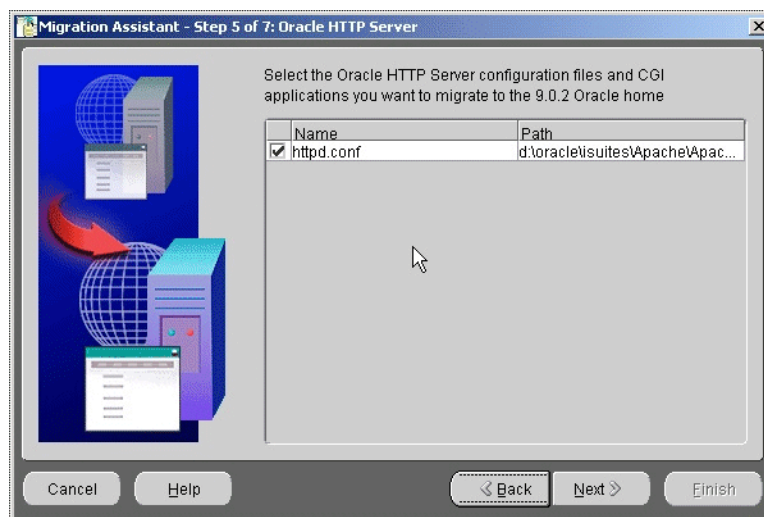 Migration Assistant - Step 5 of 7: Oracle HTTP Server
Select the Oracle HTTP Server configuration files and CGI
applications you want to migrate to the 9.0.2 Oracle home
Name Path
httpd.conf d:\oracle\isuites\Apache\Apac...
Cancel Help Back Next Finish